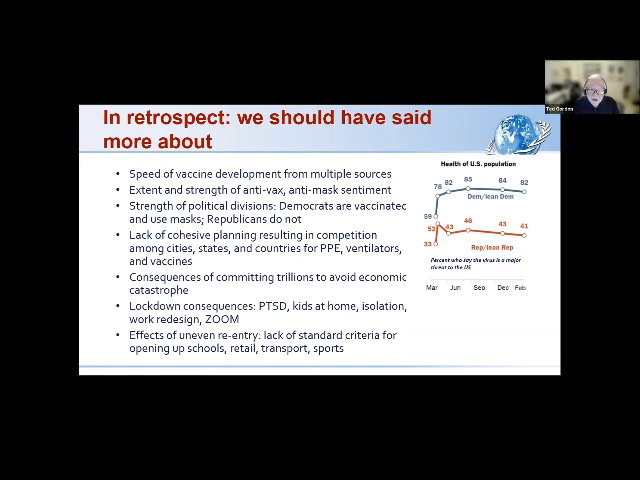 In retrospect: we should have said
more about
• Speed of vaccine development from multiple sources
• Extent and strength of anti-vax, anti-mask sentiment
• Strength of political divisions: Democrats are vaccinated
and use masks; Republicans do not
• Lack of cohesive planning resulting in competition
among cities, states, and countries for PPE, ventilators,
and vaccines
• Consequences of committing trillions to avoid economic
catastrophe
• Lockdown consequences: PTSD, kids at home, isolation,
work redesign, ZOOM
• Effects of uneven re-entry: lack of standard criteria for
opening up schools, retail, transport, sports
Health of U.S. population
78 82 85 84 82
59
Dem/lean Dem
52 43 46 43 41
33
Rep/lean Rep
Percent who say the virus is a major
threat to the US
Mar Jun Sep Dec Feb
Ted Gordon